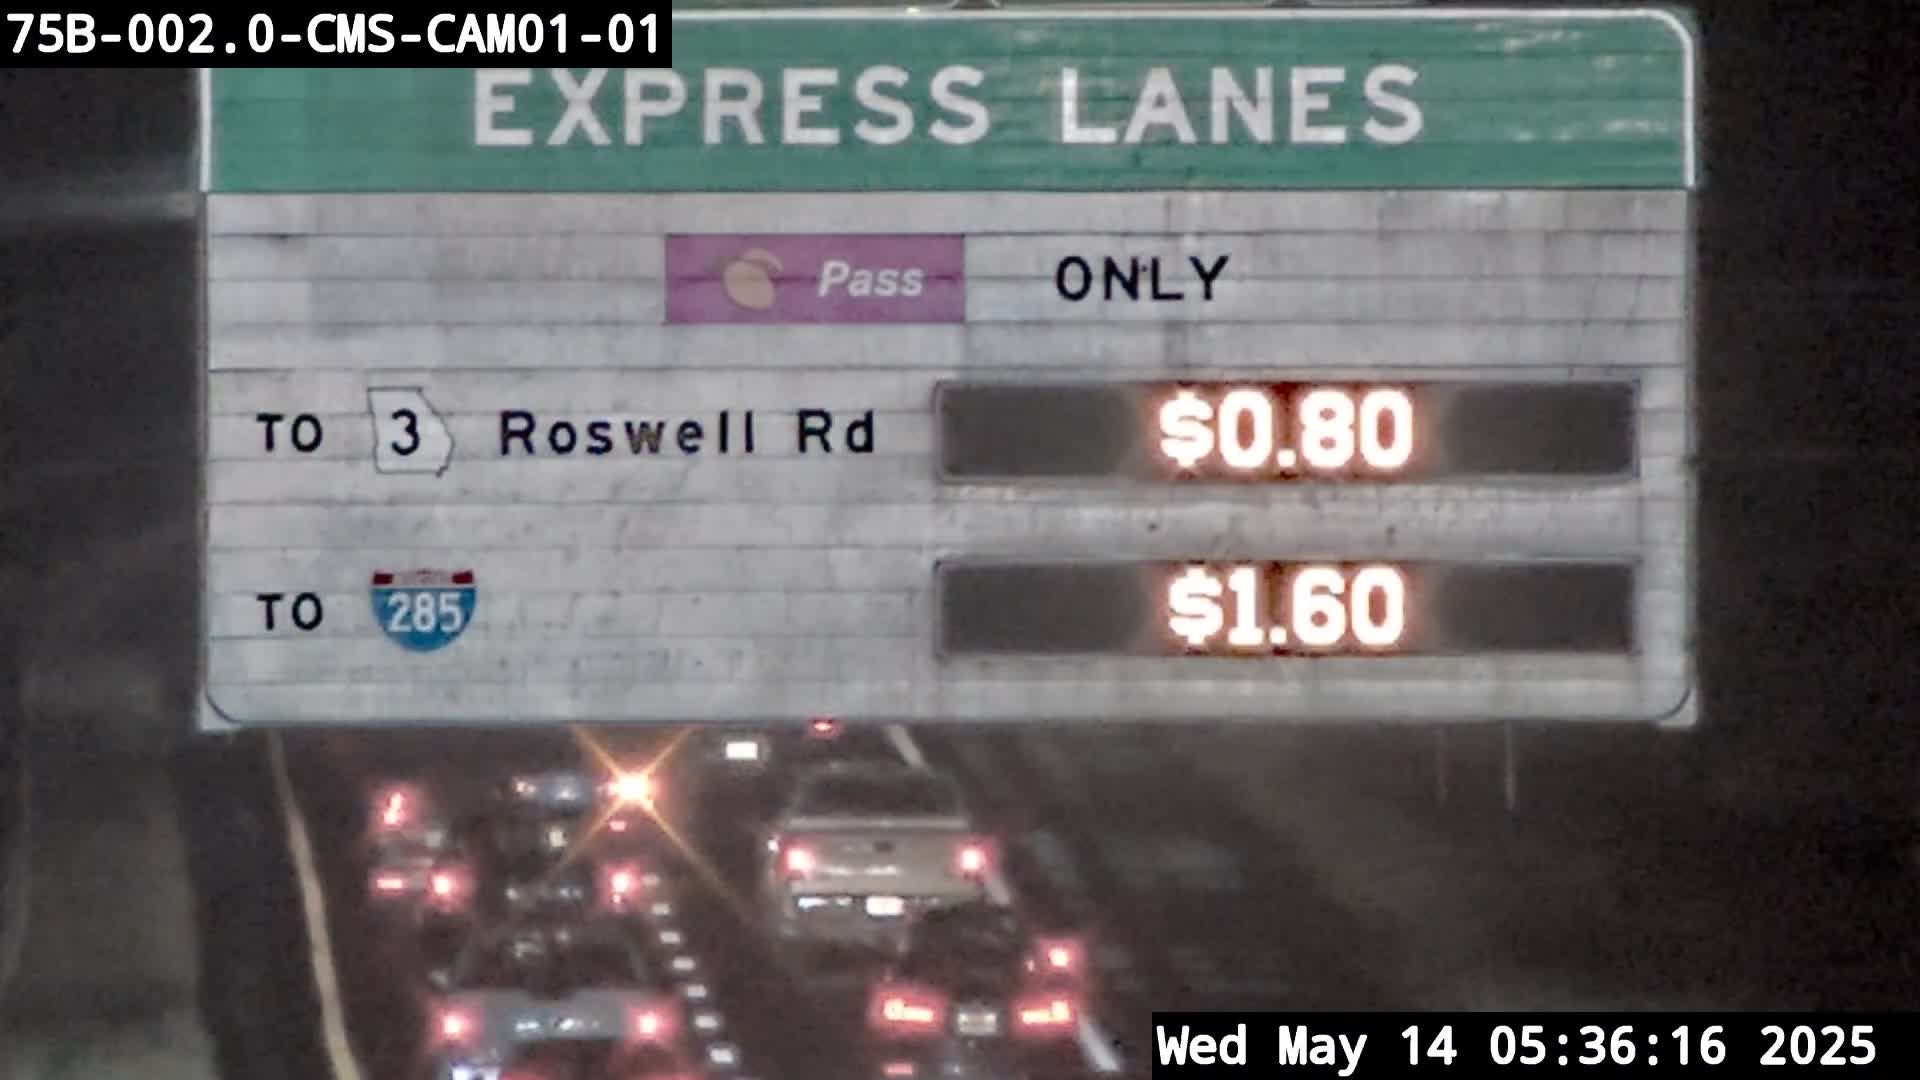 75B-002.0-CMS-CAM01-01
EXPRESS LANES
Pass ONLY
TO 3 Roswell Rd $0.80
TO 285 $1.60
Wed May 14 05:36:16 2025